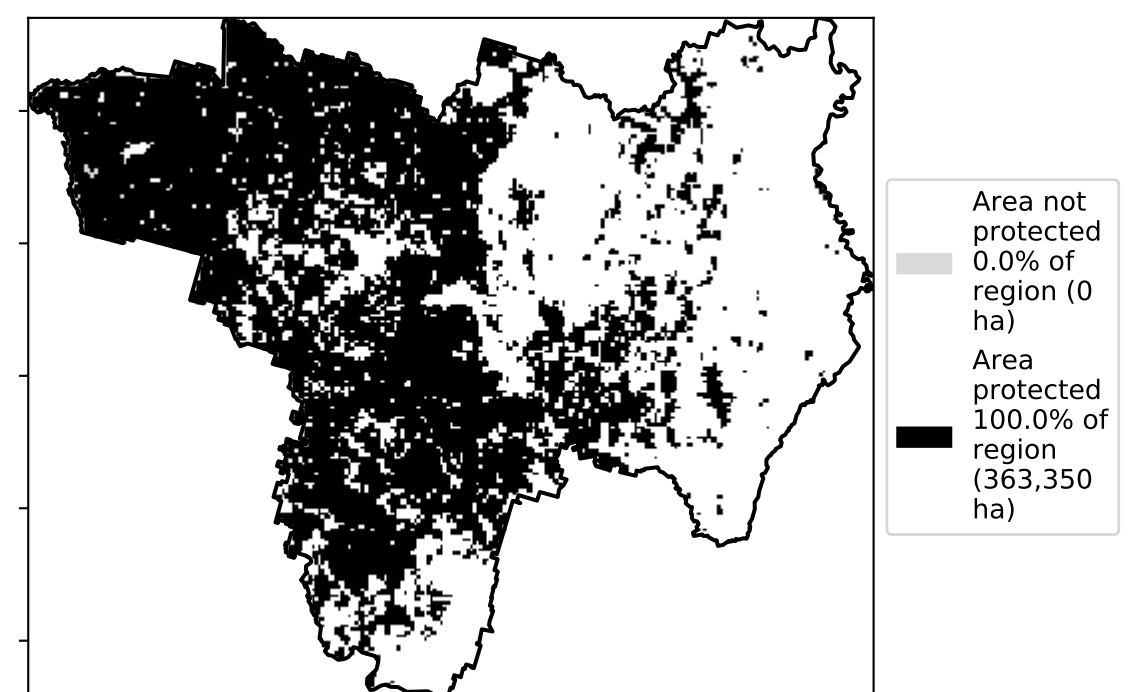 Area not
protected
0.0% of
region (0
ha)
Area
protected
100.0% of
region
(363,350
ha)